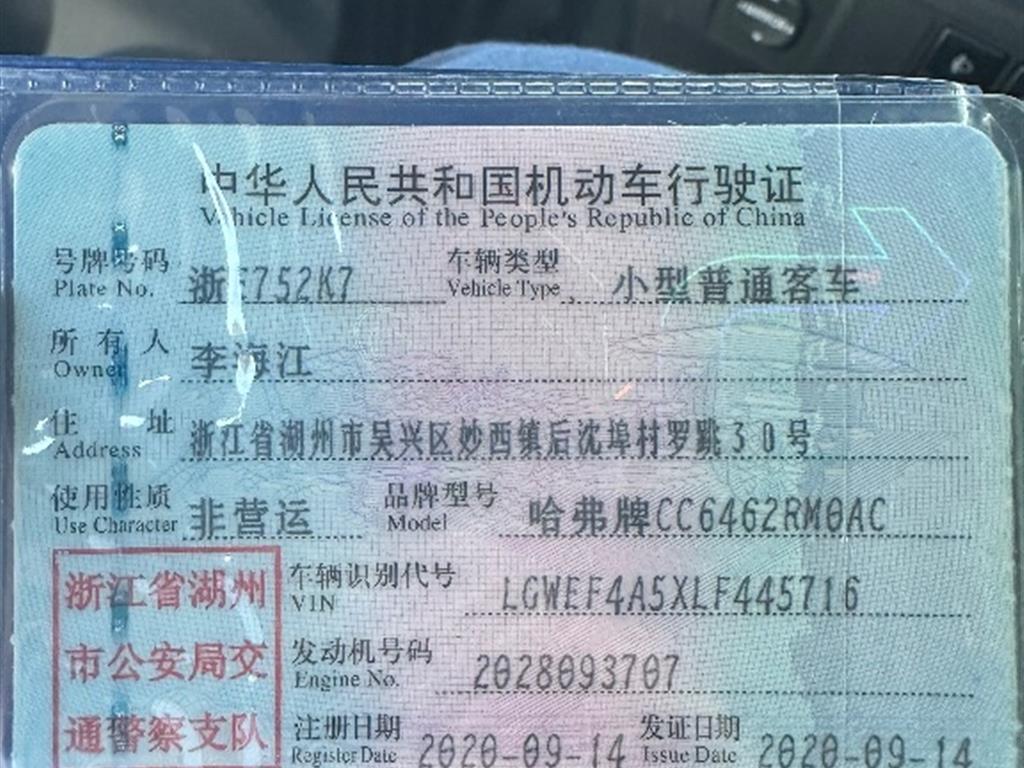 中华人民共和国机动车行驶证
Vehicle License of the People's Republic of China
号牌号码 浙E752K7 车辆类型 小型普通客车
Plate No. Vehicle Type
所有人 李海江
Owner
住址 浙江省湖州市吴兴区妙西镇后沈埠村罗跳30号
Address
使用性质 非营运 品牌型号 哈弗牌CC6462RM0AC
Use Character Model
浙江省湖州
市公安局交
通警察支队
车辆识别代号 LGWEF4A5XLF445716
VIN
发动机号码 2028093707
Engine No.
注册日期 2020-09-14 发证日期 2020-09-14
Register Date Issue Date